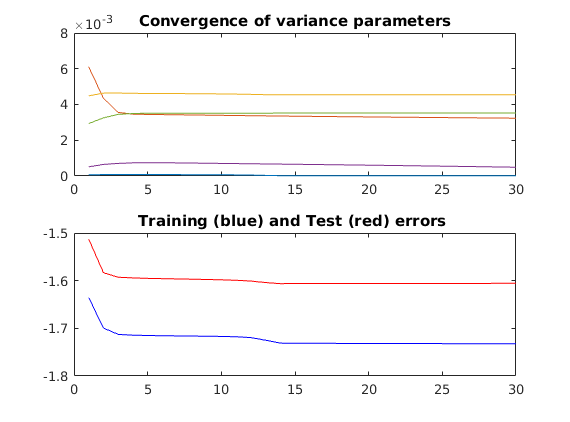 Convergence of variance parameters
×10⁻³
8
6
4
2
0
0 5 10 15 20 25 30
Training (blue) and Test (red) errors
-1.5
-1.6
-1.7
-1.8
0 5 10 15 20 25 30